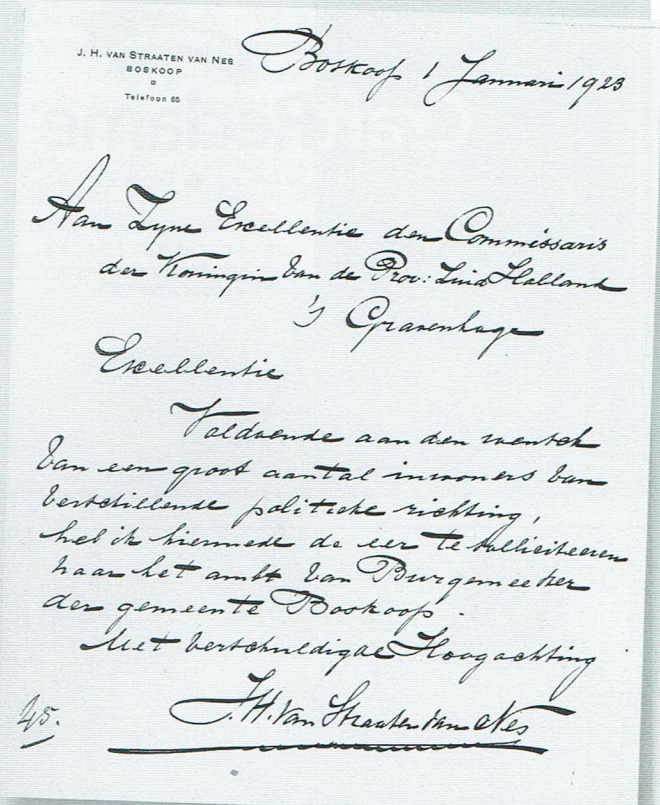 J. H. VAN STRAATEN VAN NES
BOSKOOP
Telefoon 65
Boskoop 1 Januari 1923
Aan Zyne Excellentie den Commissaris
der Koningin van de Prov: Zuid Holland
's Gravenhage
Excellentie
Voldoende aan den wensch
van een groot aantal inwoners van
verschillende politieke richting,
heb ik hiermede de eer te solliciteeren
naar het ambt van Burgemeester
der gemeente Boskoop.
Met verschuldigde Hoogachting
J. H. van Straaten van Nes
45.